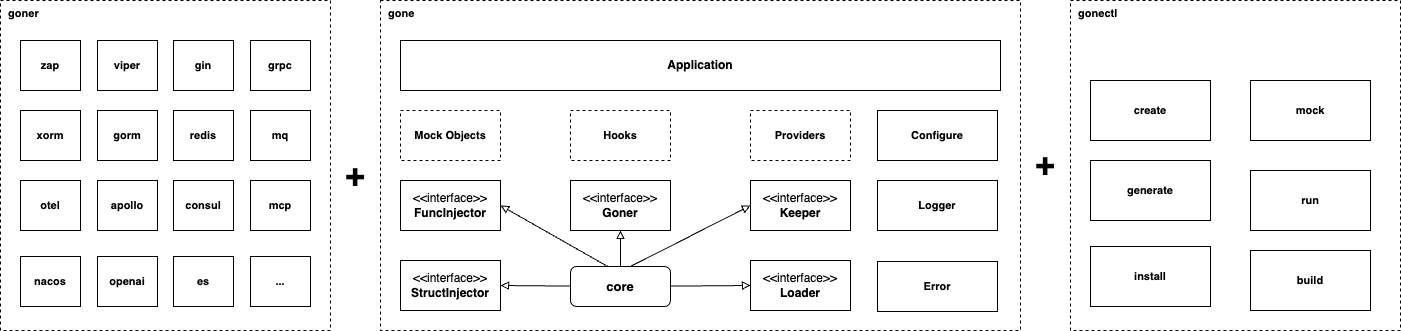 goner
zap
viper
gin
grpc
xorm
gorm
redis
mq
otel
apollo
consul
mcp
nacos
openai
es
...
+
gone
Application
Mock Objects
Hooks
Providers
Configure
<<interface>>
FuncInjector
<<interface>>
Goner
<<interface>>
Keeper
Logger
<<interface>>
StructInjector
core
<<interface>>
Loader
Error
+
gonectl
create
mock
generate
run
install
build